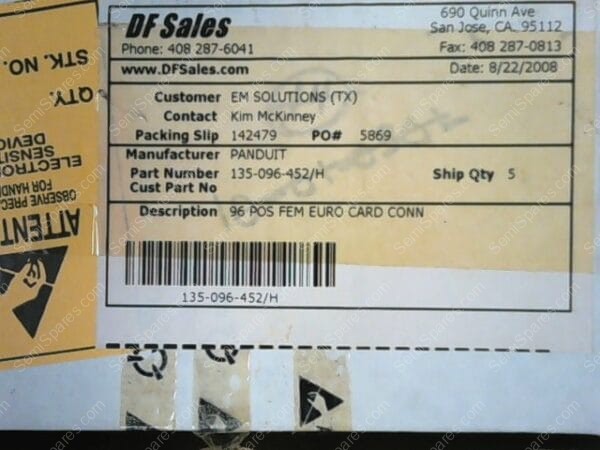 DF Sales
690 Quinn Ave
San Jose, CA. 95112
Phone: 408 287-6041
Fax: 408 287-0813
www.DFSales.com
Date: 8/22/2008
Customer EM SOLUTIONS (TX)
Contact Kim McKinney
Packing Slip 142479 PO# 5869
Manufacturer PANDUIT
Part Number 135-096-452/H Ship Qty 5
Cust Part No
Description 96 POS FEM EURO CARD CONN
135-096-452/H
STK. NO.
QTY.
ATTENT
OBSERVE PREC
FOR HAND
ELECTRO
SENSIT
DEVIC
SemiSpares.com